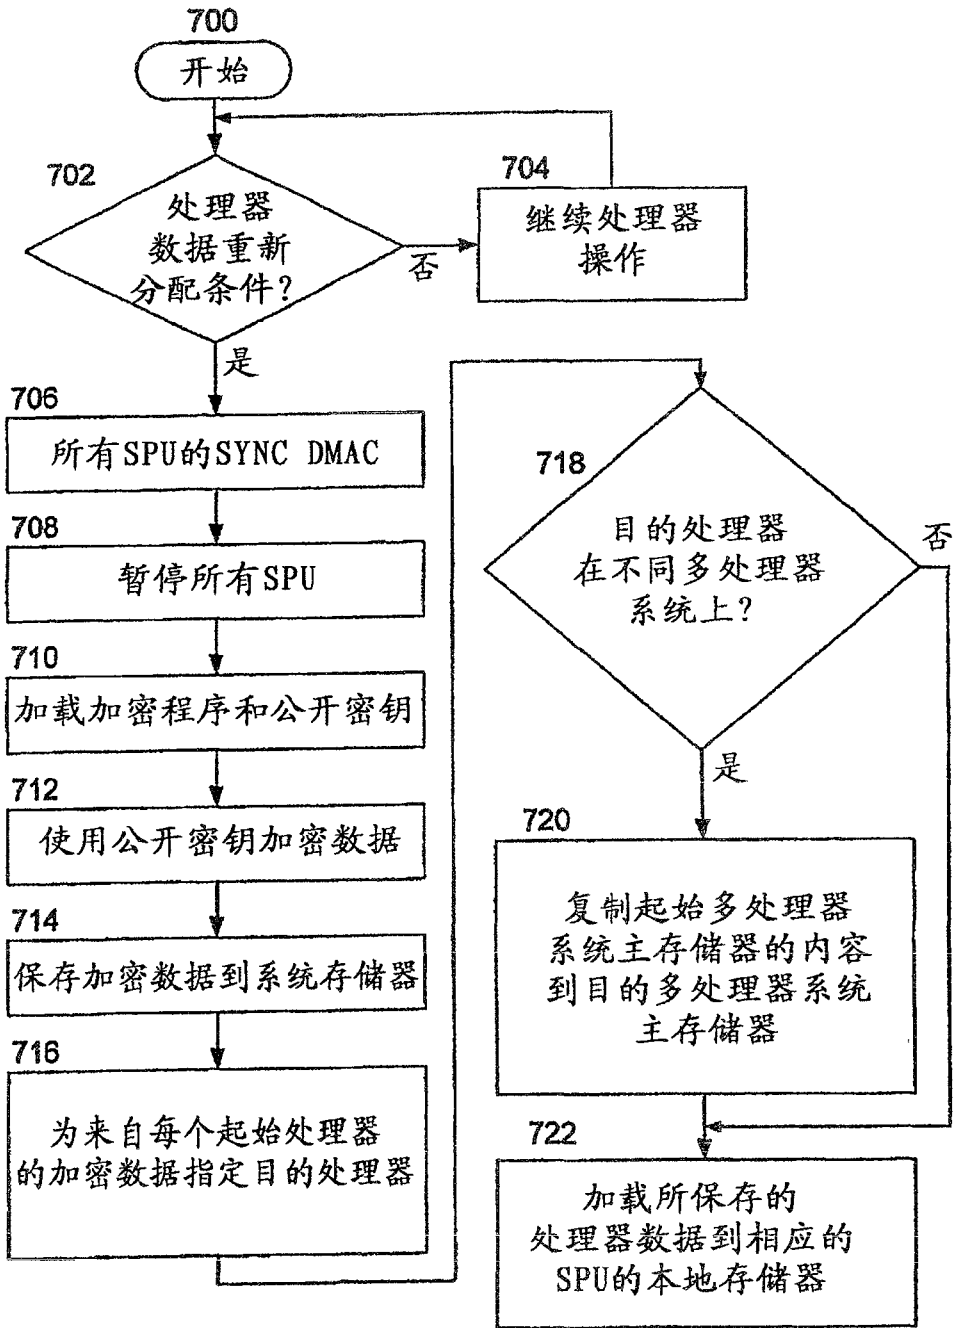 700
开始
702
处理器
数据重新
分配条件?
否
704
继续处理器
操作
是
706
所有SPU的SYNC DMAC
708
暂停所有SPU
710
加载加密程序和公开密钥
712
使用公开密钥加密数据
714
保存加密数据到系统存储器
716
为来自每个起始处理器
的加密数据指定目的处理器
718
目的处理器
在不同多处理器
系统上?
否
是
720
复制起始多处理器
系统主存储器的内容
到目的多处理器系统
主存储器
722
加载所保存的
处理器数据到相应的
SPU的本地存储器